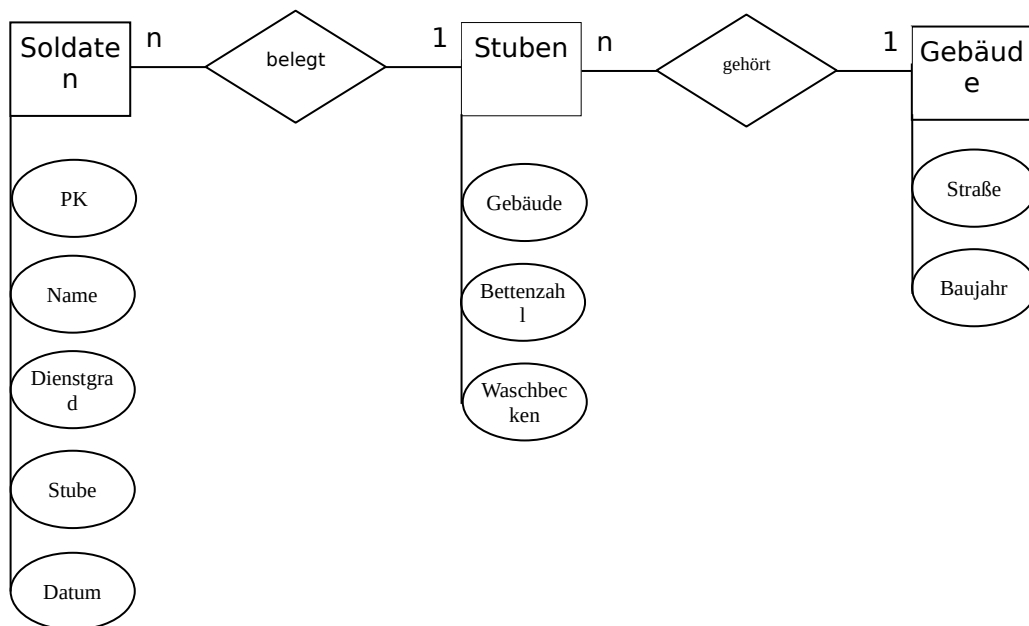 Soldate
n
n
belegt
1
Stuben
n
gehört
1
Gebäud
e
PK
Name
Dienstgra
d
Stube
Datum
Gebäude
Bettenzah
l
Waschbec
ken
Straße
Baujahr